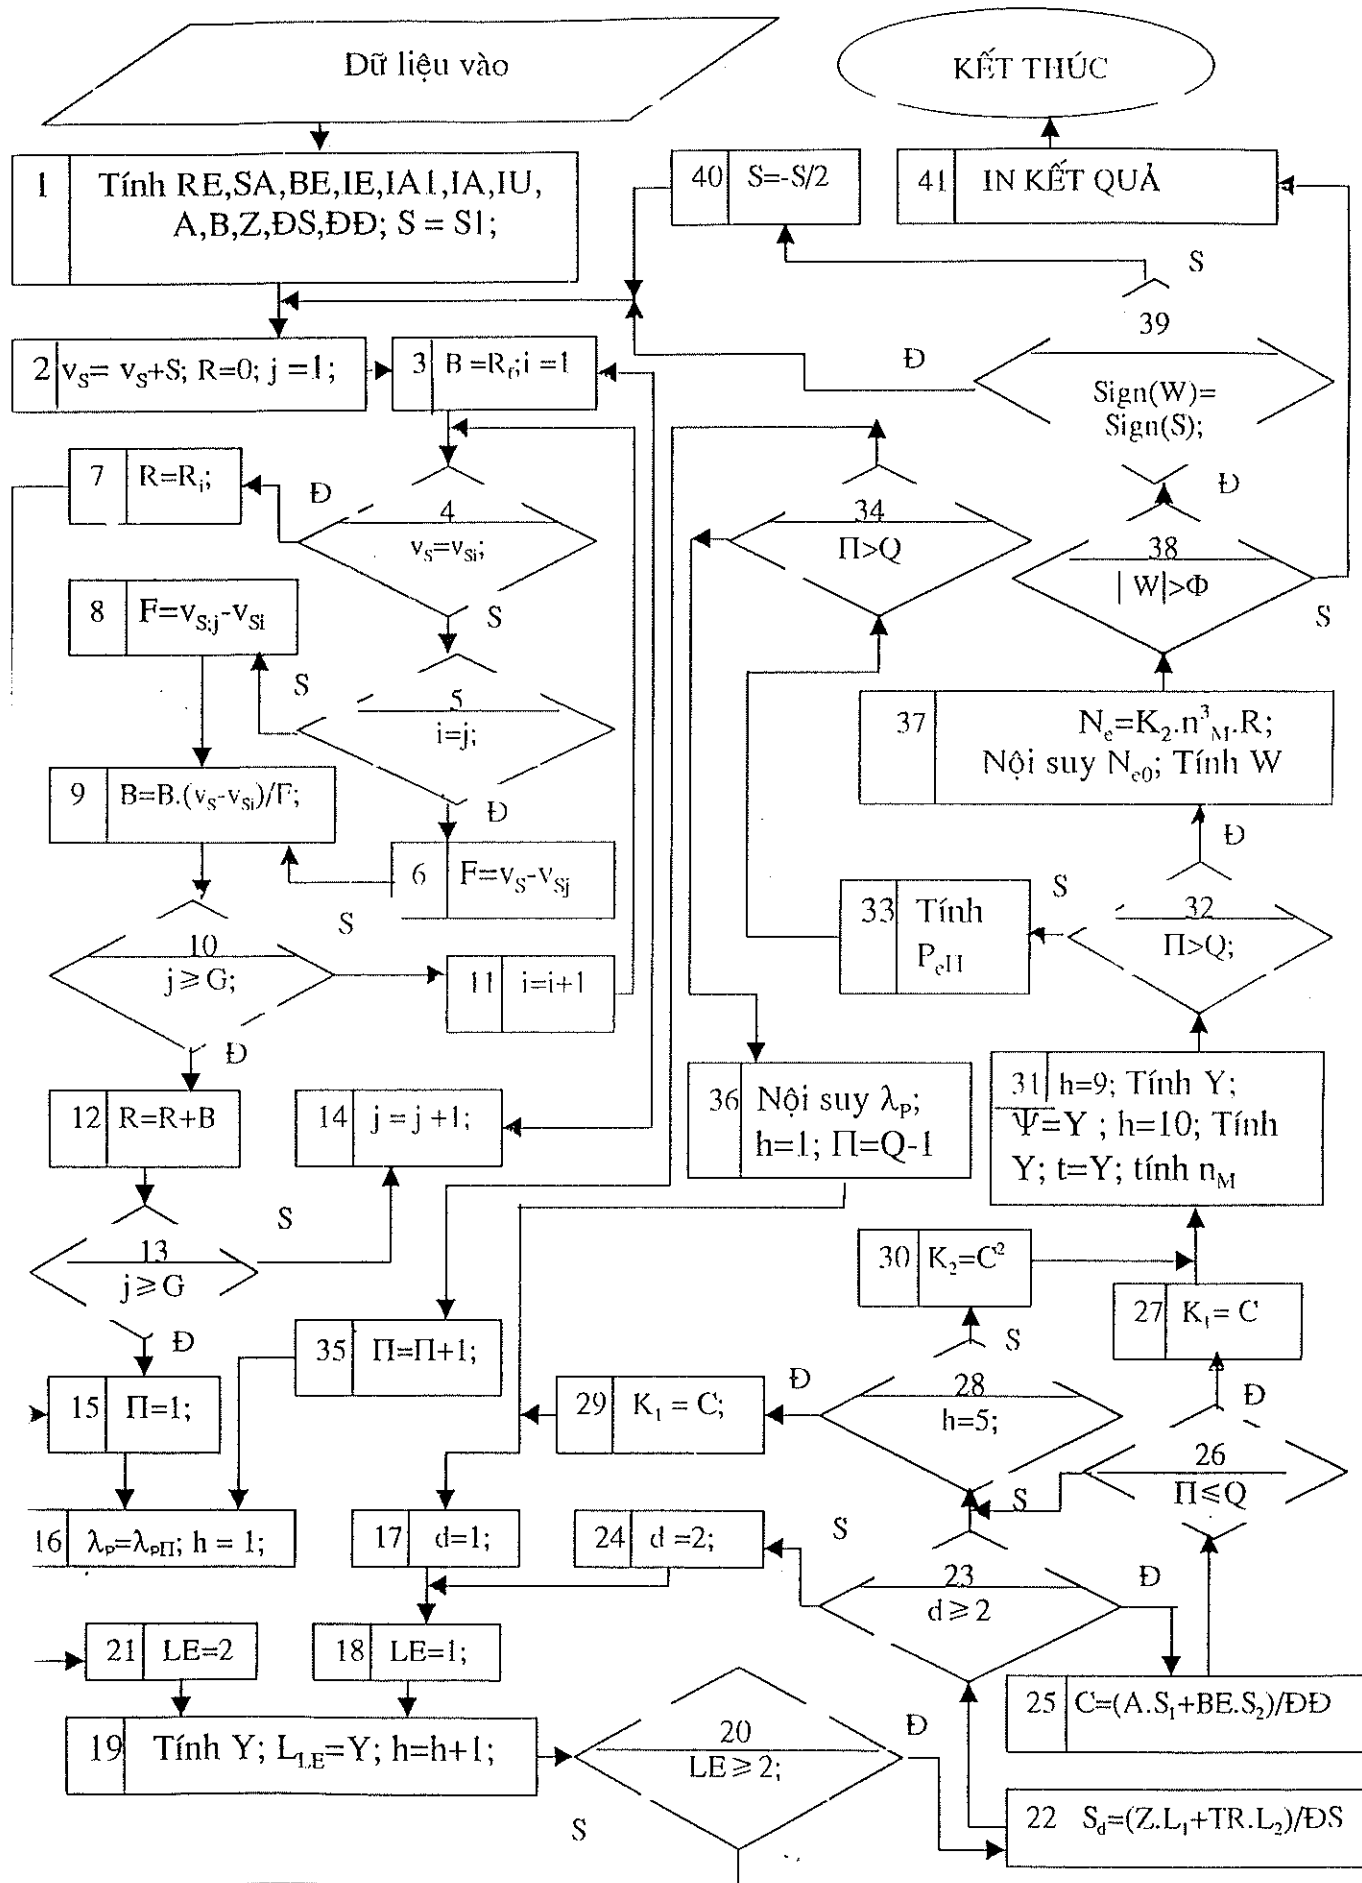 Dữ liệu vào
KẾT THÚC
1 Tính RE,SA,BE,IE,IA1,IA,IU,
A,B,Z,ĐS,ĐĐ; S = S1;
40 S=-S/2
41 IN KẾT QUẢ
S
39
Sign(W)=
Sign(S);
Đ
Đ
2 vS= vS+S; R=0; j =1;
3 B =Rj;i =1
7 R=Ri;
Đ
4
vS=vSi;
S
34
Π>Q
38
| W|>Φ
S
8 F=vSj-vSi
S
5
i=j;
Đ
37 Ne=K2.n³M.R;
Nội suy Ne0; Tính W
Đ
9 B=B.(vS-vSi)/F;
6 F=vS-vSj
S
10
j ≥ G;
Đ
11 i=i+1
33 Tính
PeΠ
S
32
Π>Q;
12 R=R+B
14 j = j +1;
36 Nội suy λP;
h=1; Π=Q-1
31 h=9; Tính Y;
Ψ=Y ; h=10; Tính
Y; t=Y; tính nM
S
13
j ≥ G
Đ
30 K2=C²
27 K1= C
S
Đ
35 Π=Π+1;
15 Π=1;
29 K1 = C;
Đ
28
h=5;
S
26
Π≤Q
16 λP=λPΠ; h = 1;
17 d=1;
24 d =2;
S
23
d ≥ 2
Đ
21 LE=2
18 LE=1;
25 C=(A.S1+BE.S2)/ĐĐ
19 Tính Y; LLE=Y; h=h+1;
20
LE ≥ 2;
Đ
S
22 Sd=(Z.L1+TR.L2)/ĐS